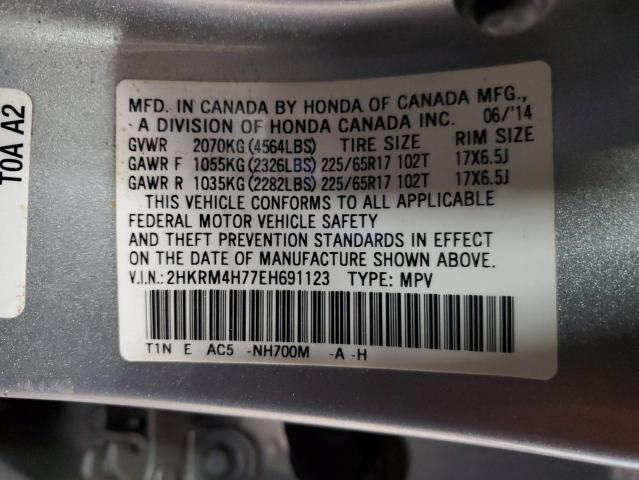 TOA A2
MFD. IN CANADA BY HONDA OF CANADA MFG.,
A DIVISION OF HONDA CANADA INC. 06/'14
GVWR 2070KG(4564LBS) TIRE SIZE RIM SIZE
GAWR F 1055KG(2326LBS)225/65R17 102T 17X6.5J
GAWR R 1035KG(2282LBS)225/65R17 102T 17X6.5J
THIS VEHICLE CONFORMS TO ALL APPLICABLE
FEDERAL MOTOR VEHICLE SAFETY
AND THEFT PREVENTION STANDARDS IN EFFECT
ON THE DATE OF MANUFACTURE SHOWN ABOVE.
V.I.N.:2HKRM4H77EH691123 TYPE: MPV
T1N E AC5 -NH700M -A -H